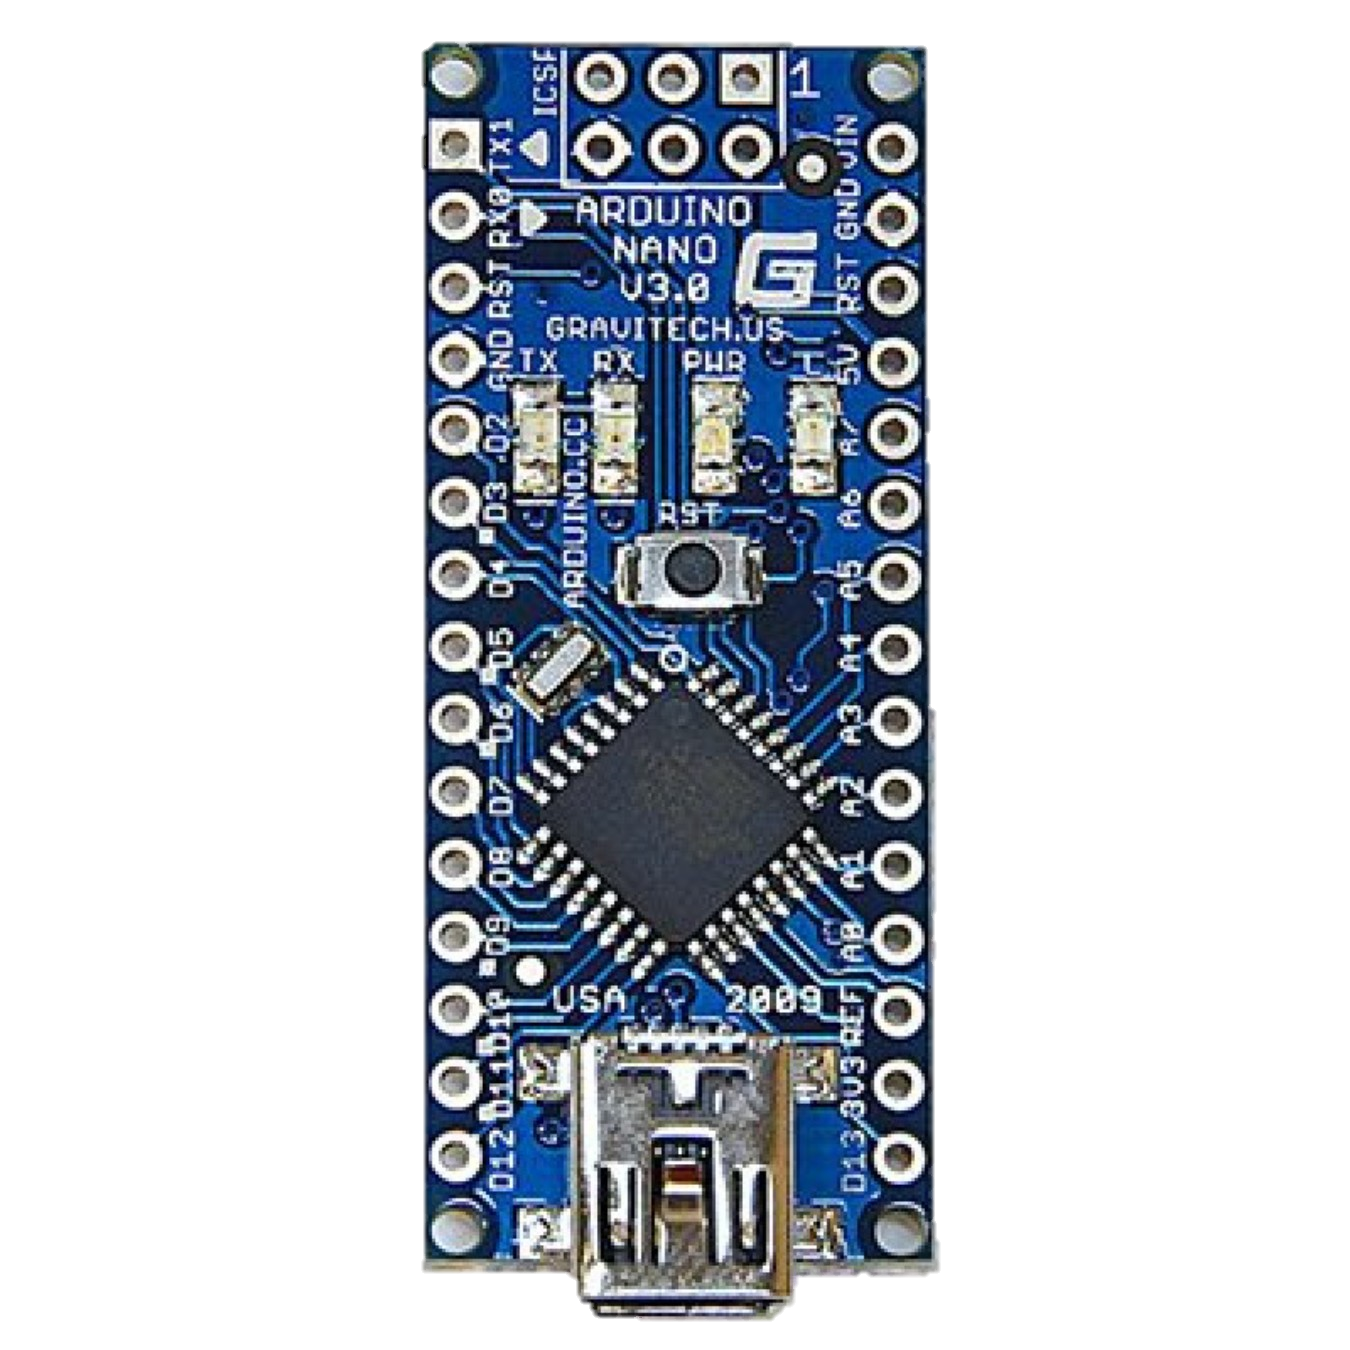 ICSP
1
TX1
RX0
RST
GND
D2
D3
D4
D5
D6
D7
D8
D9
D10
D11
D12
ARDUINO
NANO
V3.0
G
GRAVITECH.US
TX RX PWR L
ARDUINO.CC
RST
USA 2009
VIN
GND
RST
5V
A7
A6
A5
A4
A3
A2
A1
A0
REF
3V3
D13